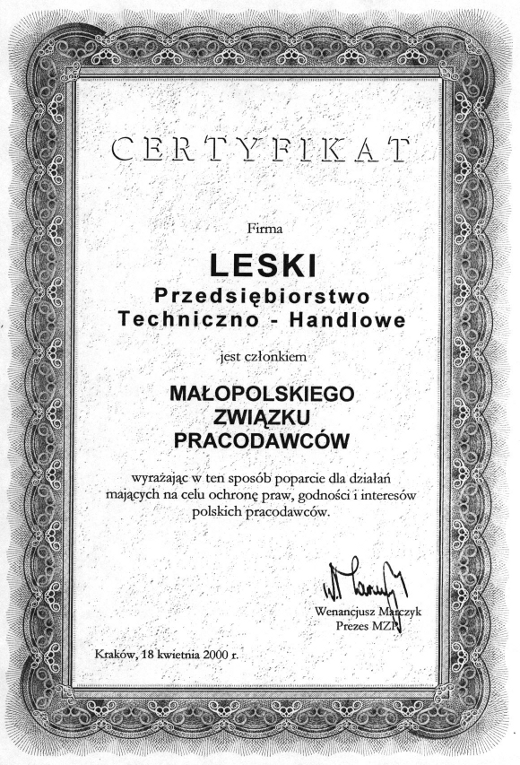 CERTYFIKAT
Firma
LESKI
Przedsiębiorstwo
Techniczno - Handlowe
jest członkiem
MAŁOPOLSKIEGO
ZWIĄZKU
PRACODAWCÓW
wyrażając w ten sposób poparcie dla działań
mających na celu ochronę praw, godności i interesów
polskich pracodawców.
Wenancjusz Marczyk
Prezes MZP
Kraków, 18 kwietnia 2000 r.